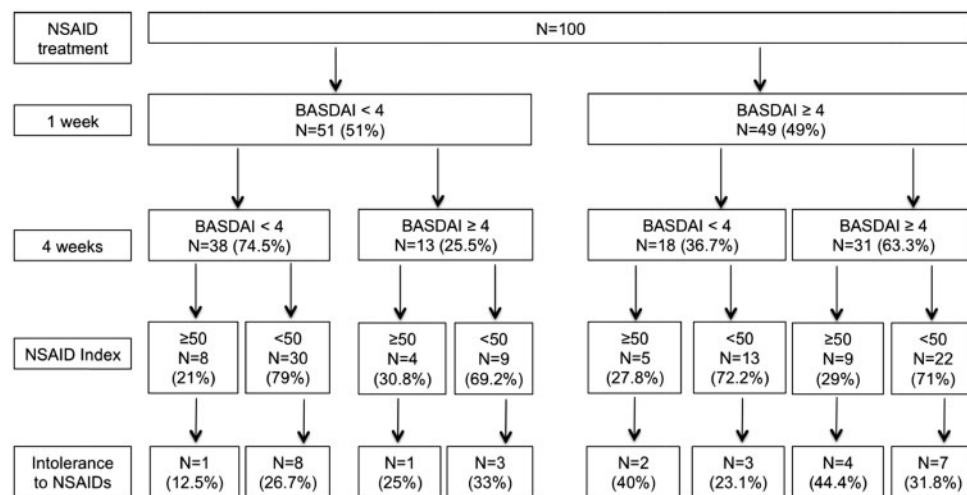 NSAID
treatment
N=100
1 week
BASDAI < 4
N=51 (51%)
BASDAI ≥ 4
N=49 (49%)
4 weeks
BASDAI < 4
N=38 (74.5%)
BASDAI ≥ 4
N=13 (25.5%)
BASDAI < 4
N=18 (36.7%)
BASDAI ≥ 4
N=31 (63.3%)
NSAID Index
≥50
N=8
(21%)
<50
N=30
(79%)
≥50
N=4
(30.8%)
<50
N=9
(69.2%)
≥50
N=5
(27.8%)
<50
N=13
(72.2%)
≥50
N=9
(29%)
<50
N=22
(71%)
Intolerance
to NSAIDs
N=1
(12.5%)
N=8
(26.7%)
N=1
(25%)
N=3
(33%)
N=2
(40%)
N=3
(23.1%)
N=4
(44.4%)
N=7
(31.8%)